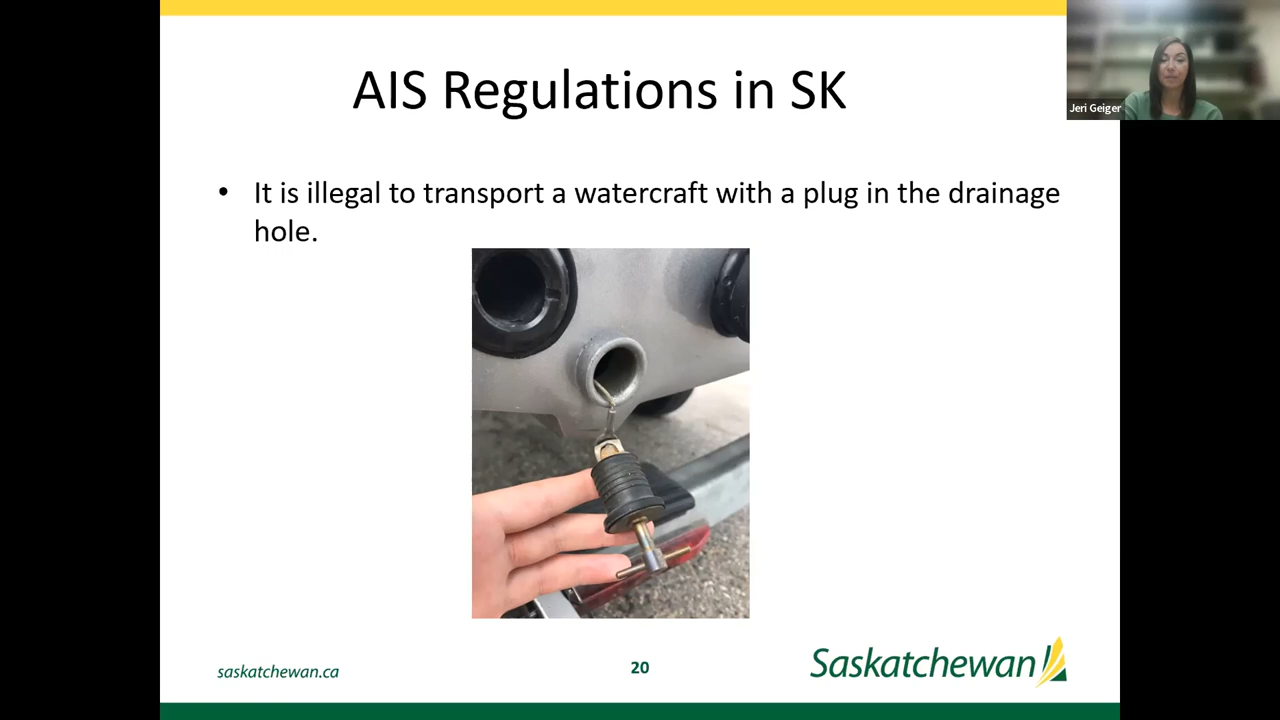 AIS Regulations in SK
Jeri Geiger
• It is illegal to transport a watercraft with a plug in the drainage
hole.
saskatchewan.ca
20
Saskatchewan